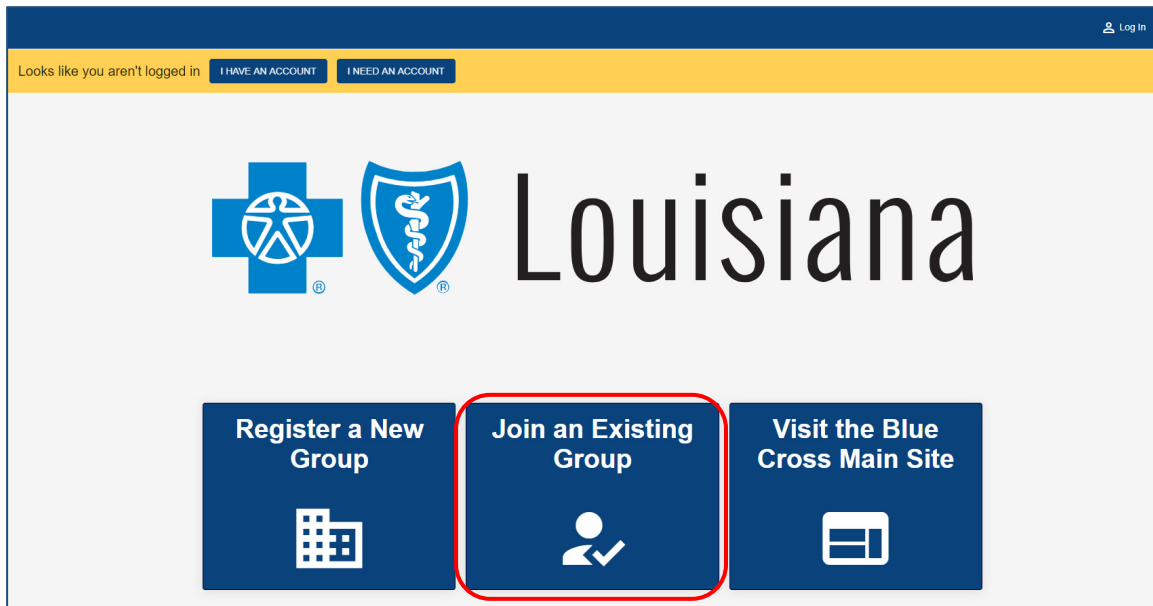 Log In
Looks like you aren't logged in I HAVE AN ACCOUNT I NEED AN ACCOUNT
® ® Louisiana
Register a New
Group
Join an Existing
Group
Visit the Blue
Cross Main Site